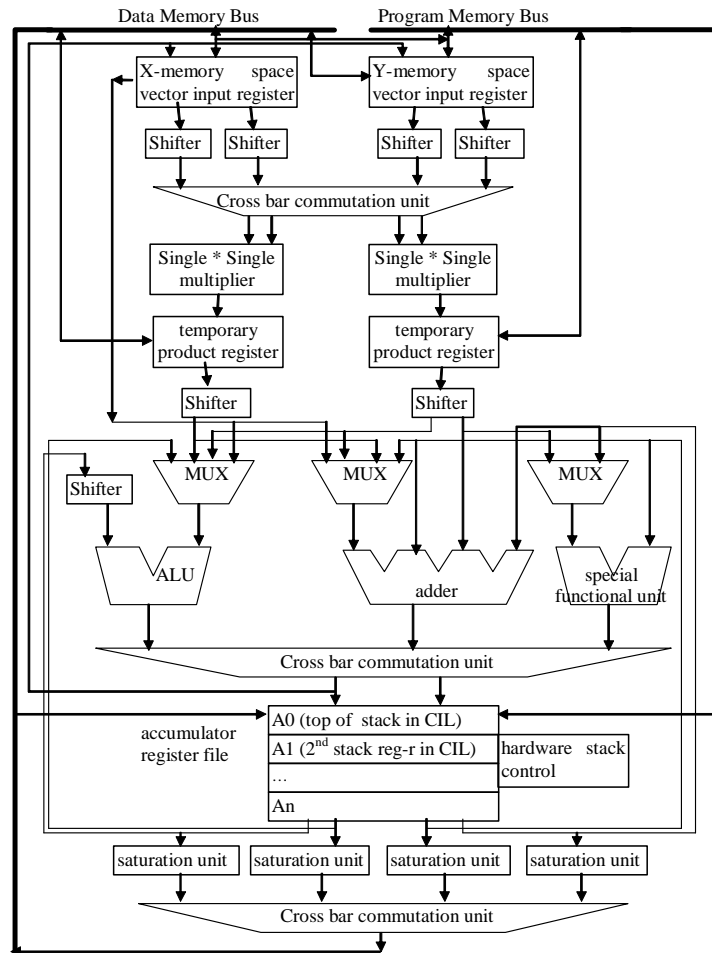 Data Memory Bus Program Memory Bus
X-memory space
vector input register
Y-memory space
vector input register
Shifter Shifter Shifter Shifter
Cross bar commutation unit
Single * Single
multiplier
Single * Single
multiplier
temporary
product register
temporary
product register
Shifter Shifter
MUX MUX MUX
Shifter
ALU
adder
special
functional unit
Cross bar commutation unit
accumulator
register file
A0 (top of stack in CIL)
A1 (2nd stack reg-r in CIL)
...
An
hardware stack
control
saturation unit saturation unit saturation unit saturation unit
Cross bar commutation unit